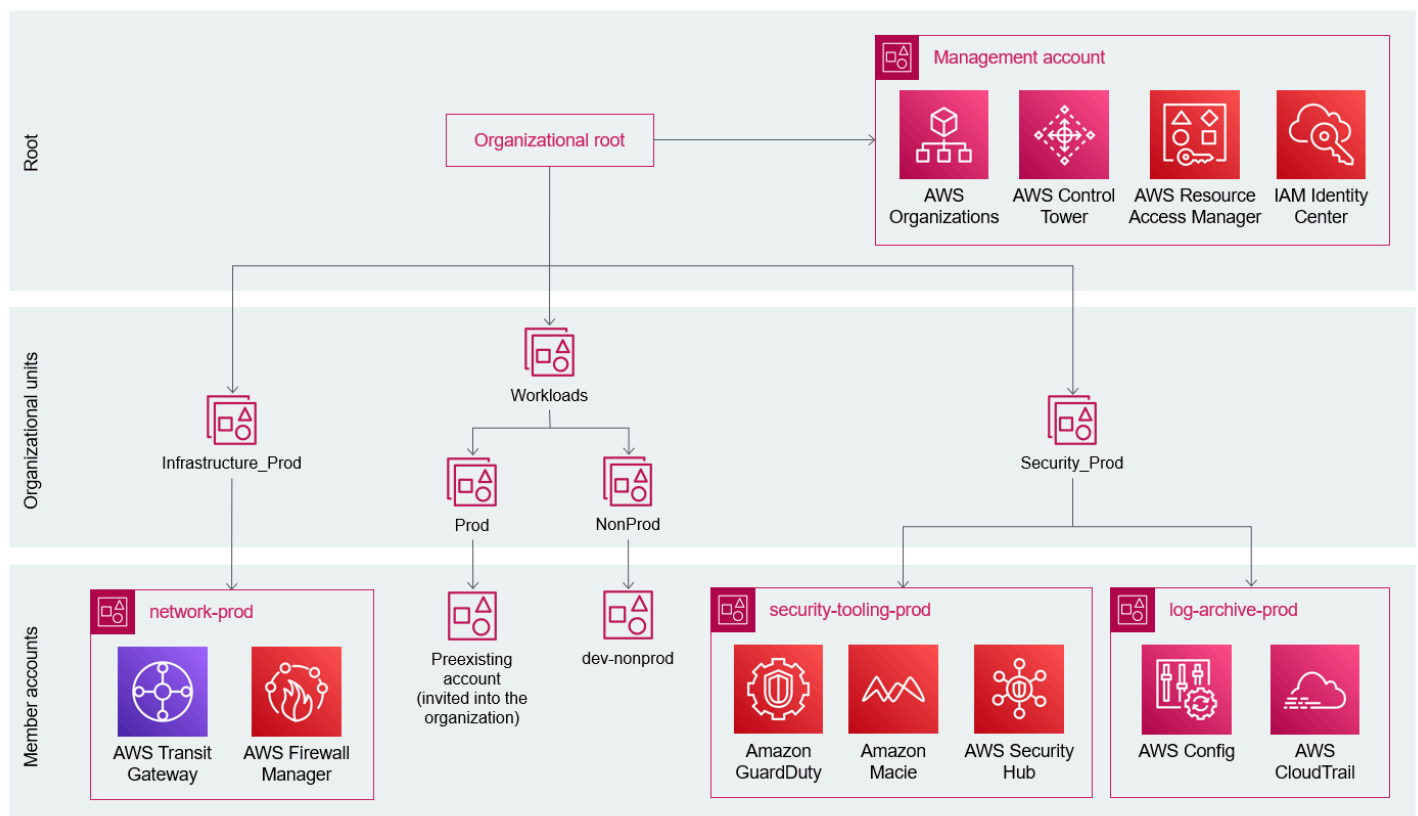 Root
Organizational root
Management account
AWS
Organizations
AWS Control
Tower
AWS Resource
Access Manager
IAM Identity
Center
Organizational units
Infrastructure_Prod
Workloads
Prod
NonProd
Security_Prod
Member accounts
network-prod
AWS Transit
Gateway
AWS Firewall
Manager
Preexisting
account
(invited into the
organization)
dev-nonprod
security-tooling-prod
Amazon
GuardDuty
Amazon
Macie
AWS Security
Hub
log-archive-prod
AWS Config
AWS
CloudTrail